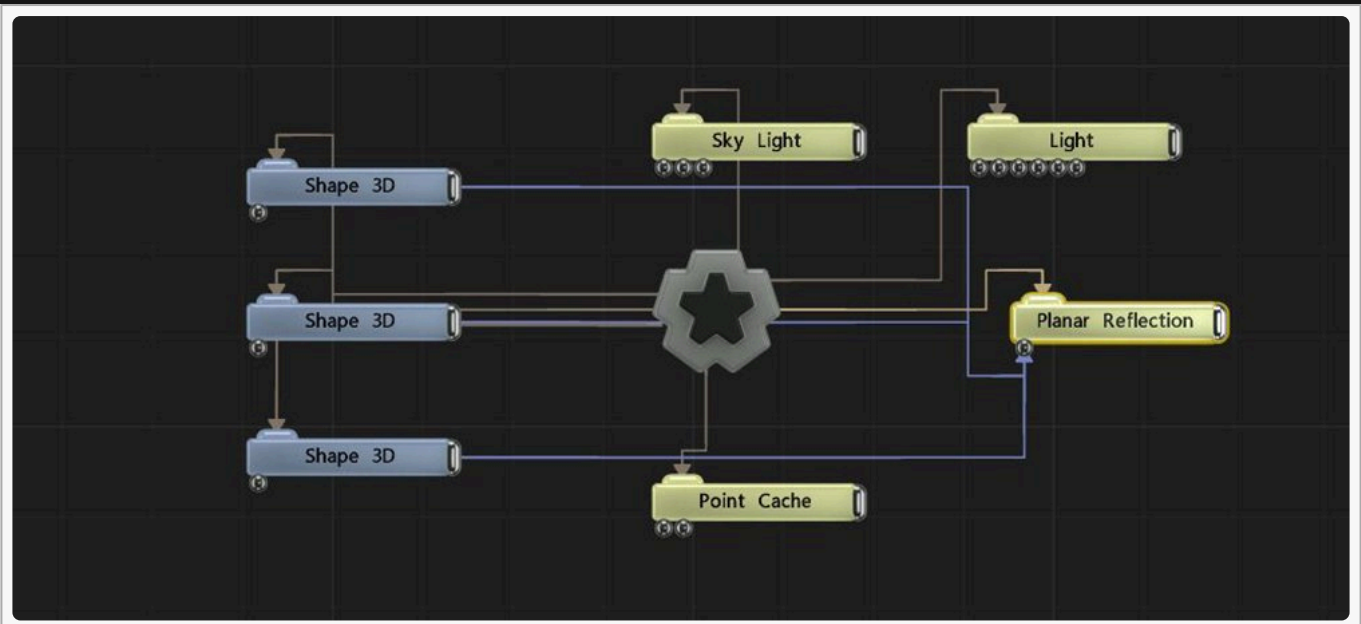 Sky Light
Light
Shape 3D
Shape 3D
Planar Reflection
Shape 3D
Point Cache